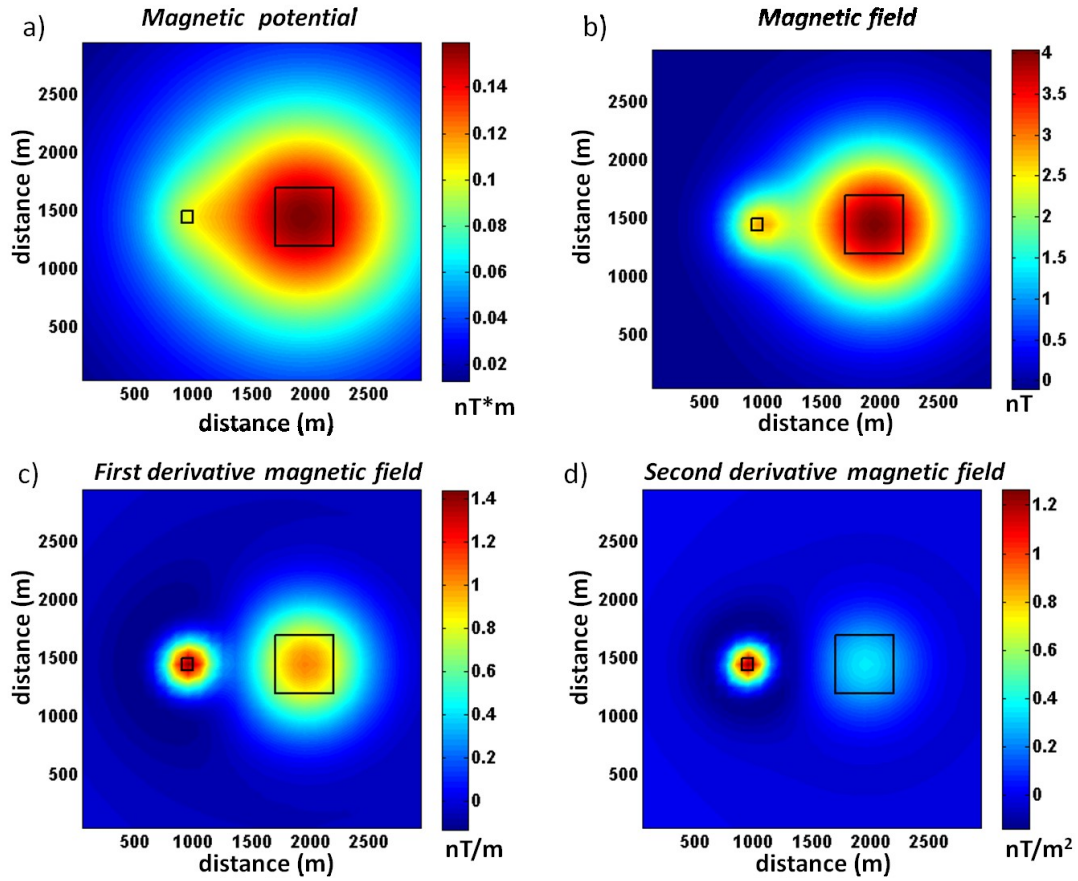 a)
Magnetic potential
2500
2000
1500
1000
500
distance (m)
500 1000 1500 2000 2500
distance (m)
0.14
0.12
0.1
0.08
0.06
0.04
0.02
nT*m
b)
Magnetic field
2500
2000
1500
1000
500
distance (m)
500 1000 1500 2000 2500
distance (m)
4
3.5
3
2.5
2
1.5
1
0.5
0
nT
c)
First derivative magnetic field
2500
2000
1500
1000
500
distance (m)
500 1000 1500 2000 2500
distance (m)
1.4
1.2
1
0.8
0.6
0.4
0.2
0
nT/m
d)
Second derivative magnetic field
2500
2000
1500
1000
500
distance (m)
500 1000 1500 2000 2500
distance (m)
1.2
1
0.8
0.6
0.4
0.2
0
nT/m²